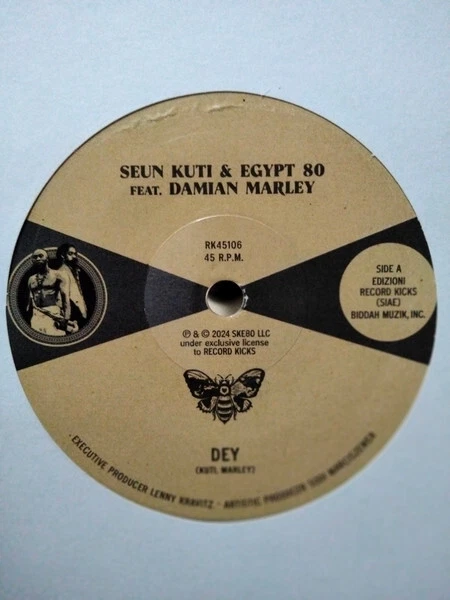 SEUN KUTI & EGYPT 80
FEAT. DAMIAN MARLEY
RK45106
45 R.P.M.
SIDE A
EDIZIONI
RECORD KICKS
(SIAE)
BIDDAH MUZIK, INC.
℗ & © 2024 SKE80 LLC
under exclusive license
to RECORD KICKS
DEY
(KUTI, MARLEY)
EXECUTIVE PRODUCER LENNY KRAVITZ - ARTISTIC PRODUCER